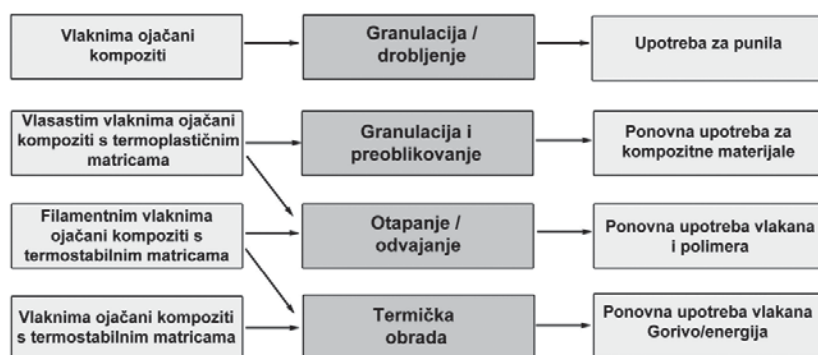 Vlaknima ojačani
kompoziti
Granulacija /
drobljenje
Upotreba za punila
Vlasastim vlaknima ojačani
kompoziti s termoplastičnim
matricama
Granulacija i
preoblikovanje
Ponovna upotreba za
kompozitne materijale
Filamentnim vlaknima
ojačani kompoziti s
termostabilnim matricama
Otapanje /
odvajanje
Ponovna upotreba vlakana
i polimera
Vlaknima ojačani kompoziti
s termostabilnim matricama
Termička
obrada
Ponovna upotreba vlakana
Gorivo/energija